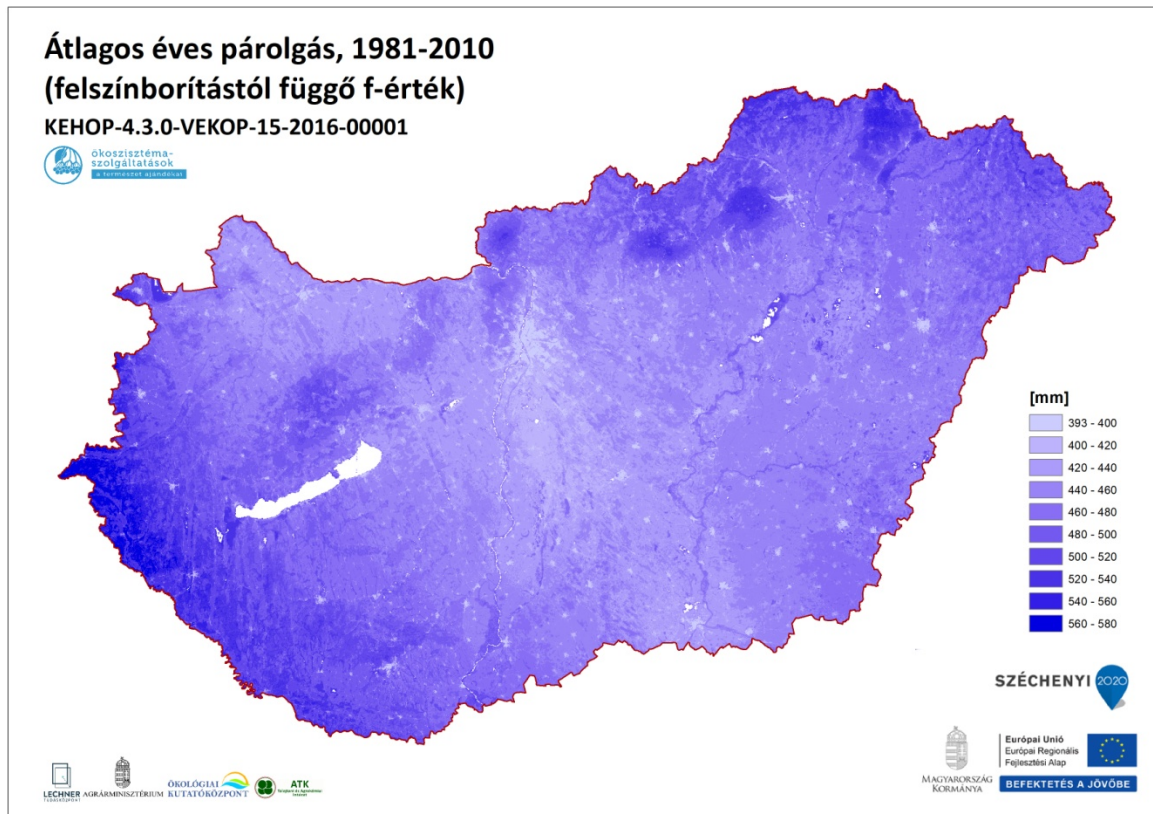 Átlagos éves párolgás, 1981-2010
(felszínborítástól függő f-érték)
KEHOP-4.3.0-VEKOP-15-2016-00001
ökoszisztéma-
szolgáltatások
a természet ajándékai
[mm]
393 - 400
400 - 420
420 - 440
440 - 460
460 - 480
480 - 500
500 - 520
520 - 540
540 - 560
560 - 580
SZÉCHENYI 2020
MAGYARORSZÁG
KORMÁNYA
Európai Unió
Európai Regionális
Fejlesztési Alap
BEFEKTETÉS A JÖVŐBE
LECHNER
TUDÁSKÖZPONT
AGRÁRMINISZTÉRIUM
ÖKOLÓGIAI
KUTATÓKÖZPONT
ATK